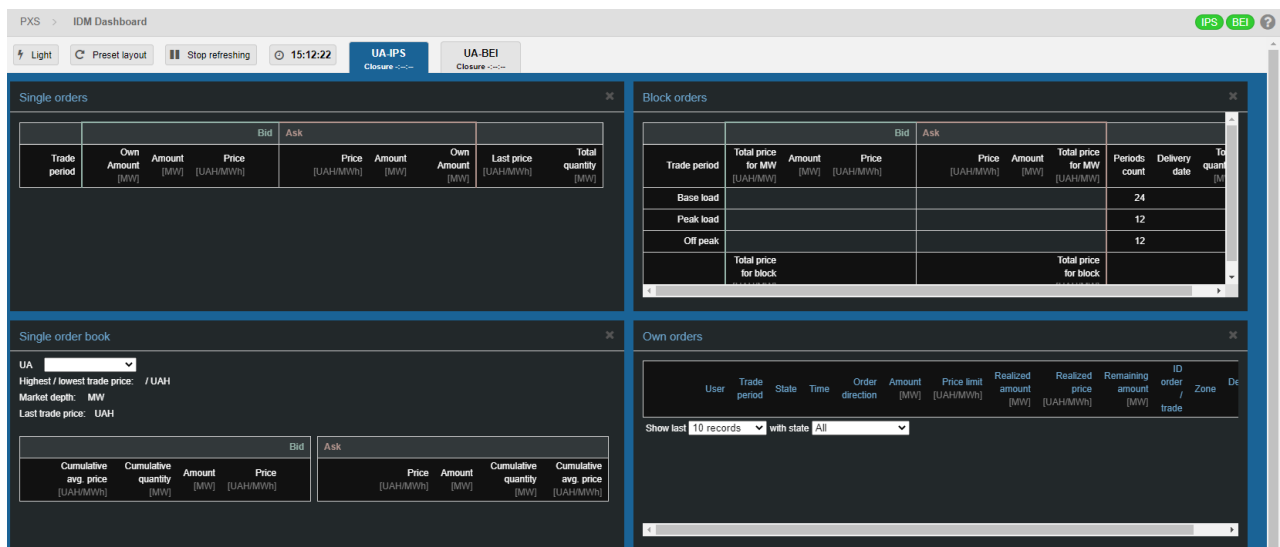 PXS > IDM Dashboard
IPS BEI ?
Light Preset layout Stop refreshing 15:12:22
UA-IPS
Closure -:--:--
UA-BEI
Closure -:--:--
Single orders
Bid Ask
Trade period
Own Amount [MW]
Amount [MW]
Price [UAH/MWh]
Price [UAH/MWh]
Amount [MW]
Own Amount [MW]
Last price [UAH/MWh]
Total quantity [MW]
Block orders
Bid Ask
Trade period
Total price for MW [UAH/MW]
Amount [MW]
Price [UAH/MWh]
Price [UAH/MWh]
Amount [MW]
Total price for MW [UAH/MW]
Periods count
Delivery date
Base load 24
Peak load 12
Off peak 12
Total price for block
Total price for block
Single order book
UA
Highest / lowest trade price: / UAH
Market depth: MW
Last trade price: UAH
Bid Ask
Cumulative avg. price [UAH/MWh]
Cumulative quantity [MW]
Amount [MW]
Price [UAH/MWh]
Price [UAH/MWh]
Amount [MW]
Cumulative quantity [MW]
Cumulative avg. price [UAH/MWh]
Own orders
User
Trade period
State
Time
Order direction
Amount [MW]
Price limit [UAH/MWh]
Realized amount [MW]
Realized price [UAH/MWh]
Remaining amount [MW]
ID order / trade
Zone
De
Show last 10 records with state All